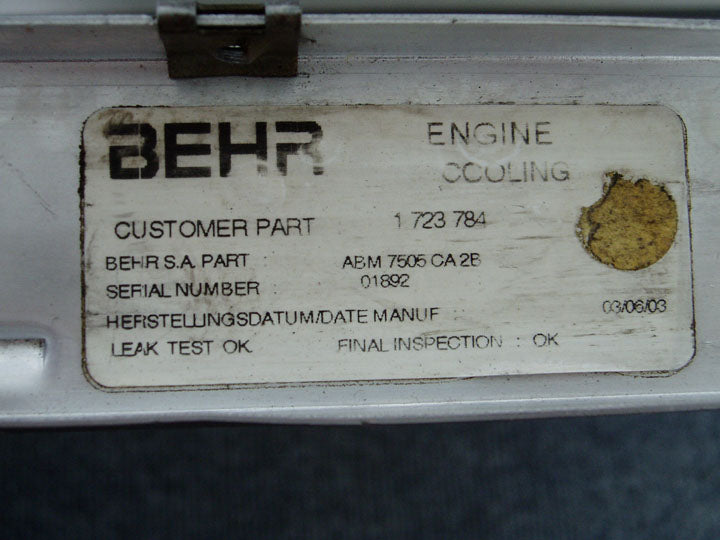 BEHR
ENGINE
COOLING
CUSTOMER PART 1 723 784
BEHR S.A. PART : ABM 7505 CA 2B
SERIAL NUMBER : 01892
HERSTELLINGSDATUM/DATE MANUF : 03/06/03
LEAK TEST OK FINAL INSPECTION : OK